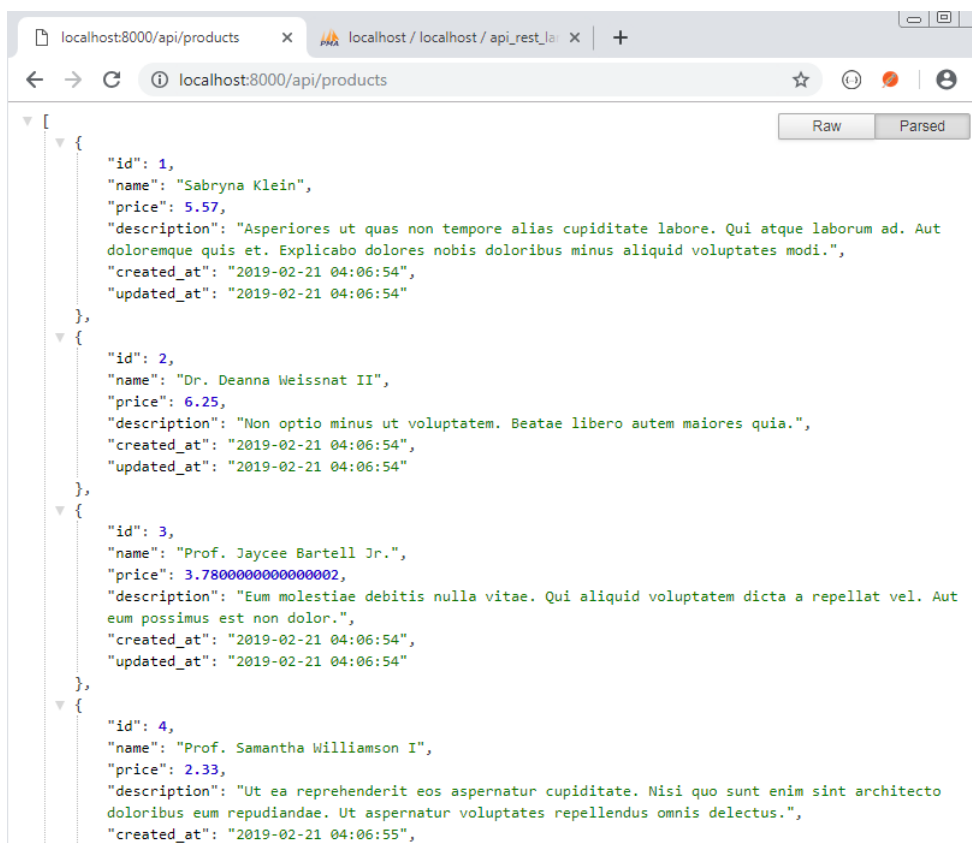 localhost:8000/api/products
localhost / localhost / api_rest_la
localhost:8000/api/products
Raw Parsed
[
{
"id": 1,
"name": "Sabryna Klein",
"price": 5.57,
"description": "Asperiores ut quas non tempore alias cupiditate labore. Qui atque laborum ad. Aut
doloremque quis et. Explicabo dolores nobis doloribus minus aliquid voluptates modi.",
"created_at": "2019-02-21 04:06:54",
"updated_at": "2019-02-21 04:06:54"
},
{
"id": 2,
"name": "Dr. Deanna Weissnat II",
"price": 6.25,
"description": "Non optio minus ut voluptatem. Beatae libero autem maiores quia.",
"created_at": "2019-02-21 04:06:54",
"updated_at": "2019-02-21 04:06:54"
},
{
"id": 3,
"name": "Prof. Jaycee Bartell Jr.",
"price": 3.7800000000000002,
"description": "Eum molestiae debitis nulla vitae. Qui aliquid voluptatem dicta a repellat vel. Aut
eum possimus est non dolor.",
"created_at": "2019-02-21 04:06:54",
"updated_at": "2019-02-21 04:06:54"
},
{
"id": 4,
"name": "Prof. Samantha Williamson I",
"price": 2.33,
"description": "Ut ea reprehenderit eos aspernatur cupiditate. Nisi quo sunt enim sint architecto
doloribus eum repudiandae. Ut aspernatur voluptates repellendus omnis delectus.",
"created_at": "2019-02-21 04:06:55",